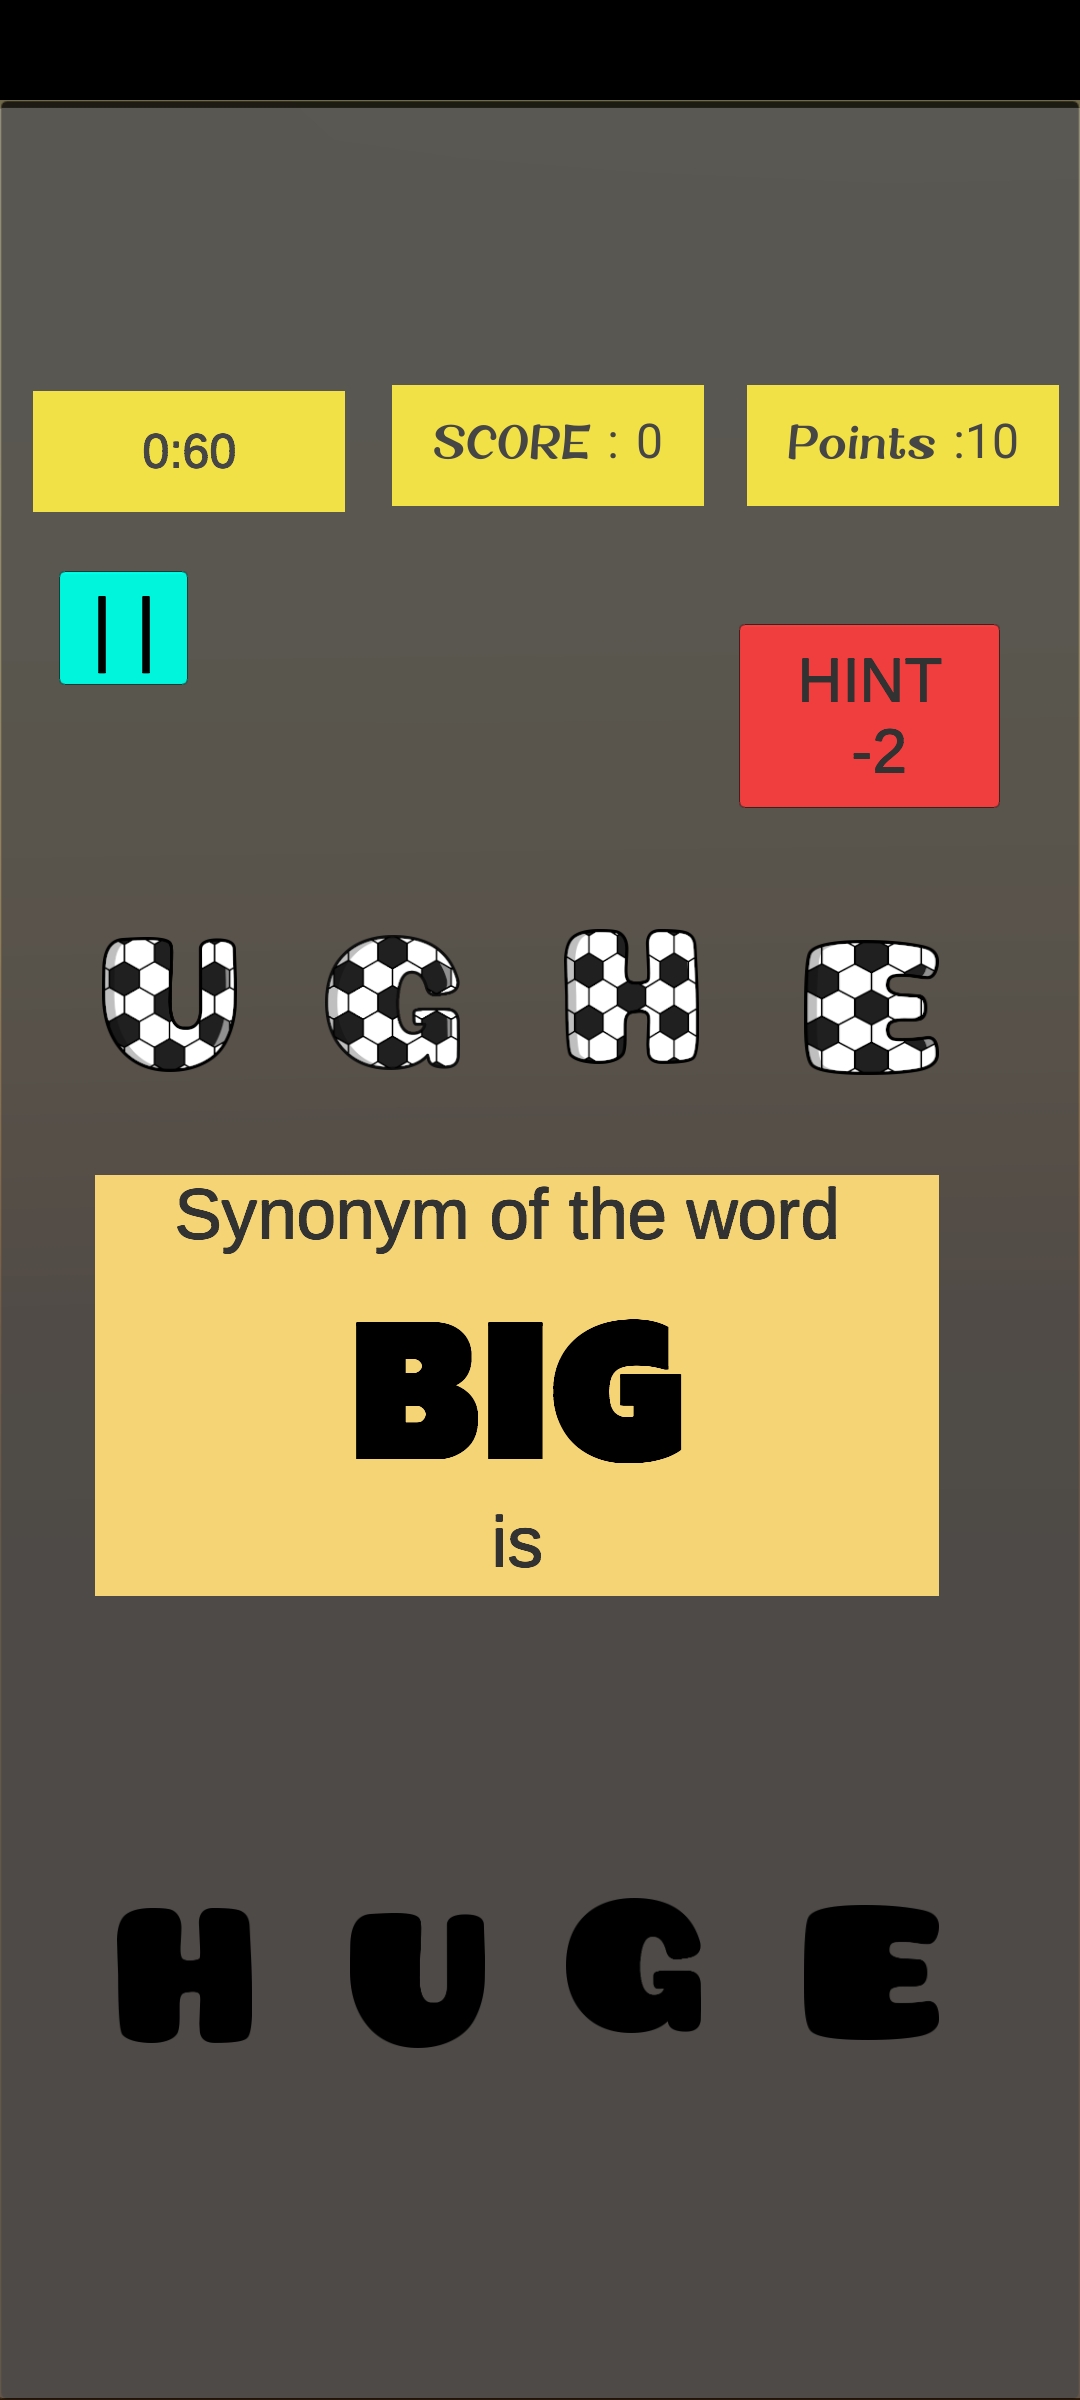 0:60
SCORE : 0
Points :10
HINT
-2
U G H E
Synonym of the word
BIG
is
H U G E